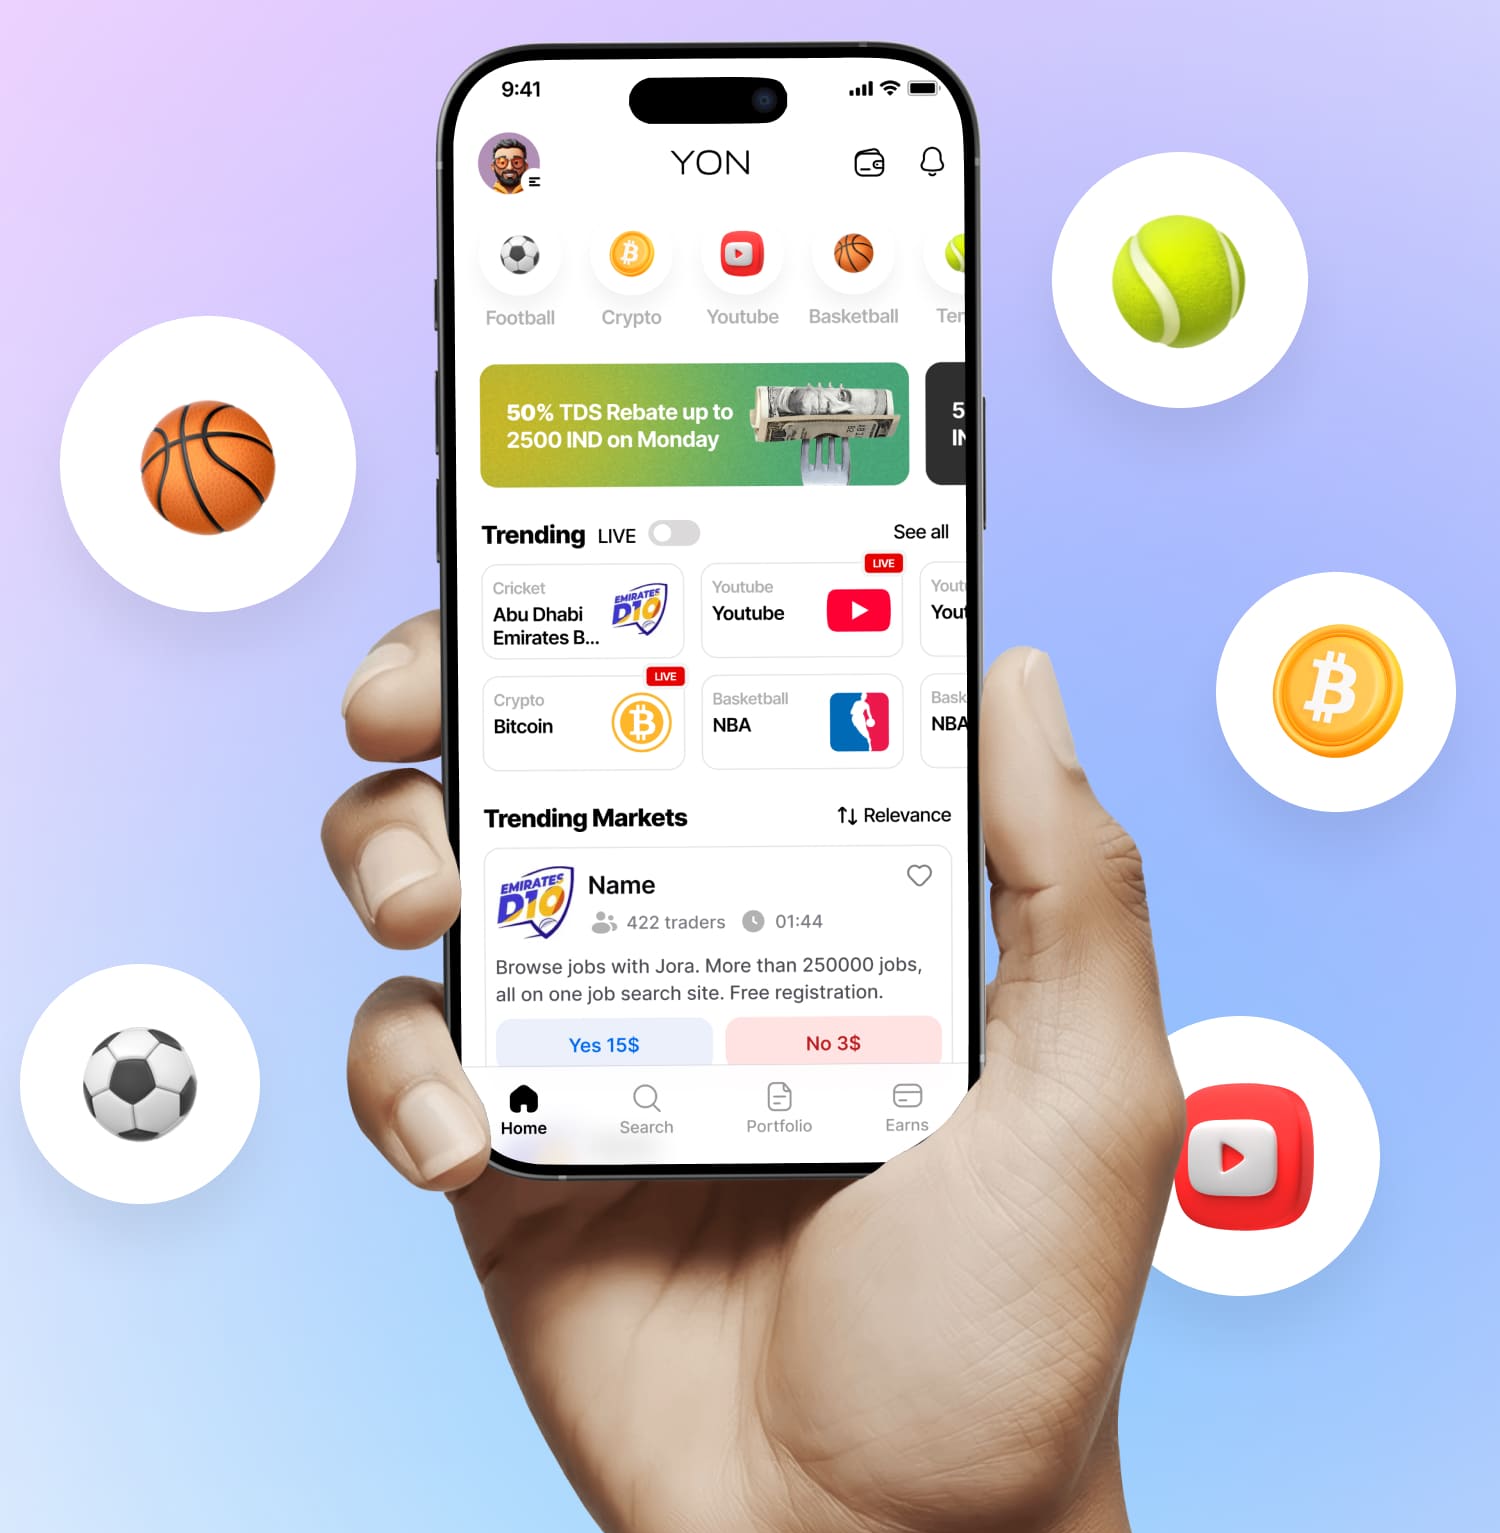 9:41
YON
Football
Crypto
Youtube
Basketball
Ter
50% TDS Rebate up to
2500 IND on Monday
5
IN
Trending LIVE
See all
LIVE
Cricket
Abu Dhabi
Emirates B...
EMIRATES
D10
Youtube
Youtube
Yout
Yout
LIVE
Crypto
Bitcoin
Basketball
NBA
Bask
NBA
Trending Markets
Relevance
EMIRATES
D10
Name
422 traders
01:44
Browse jobs with Jora. More than 250000 jobs,
all on one job search site. Free registration.
Yes 15$
No 3$
Home
Search
Portfolio
Earns